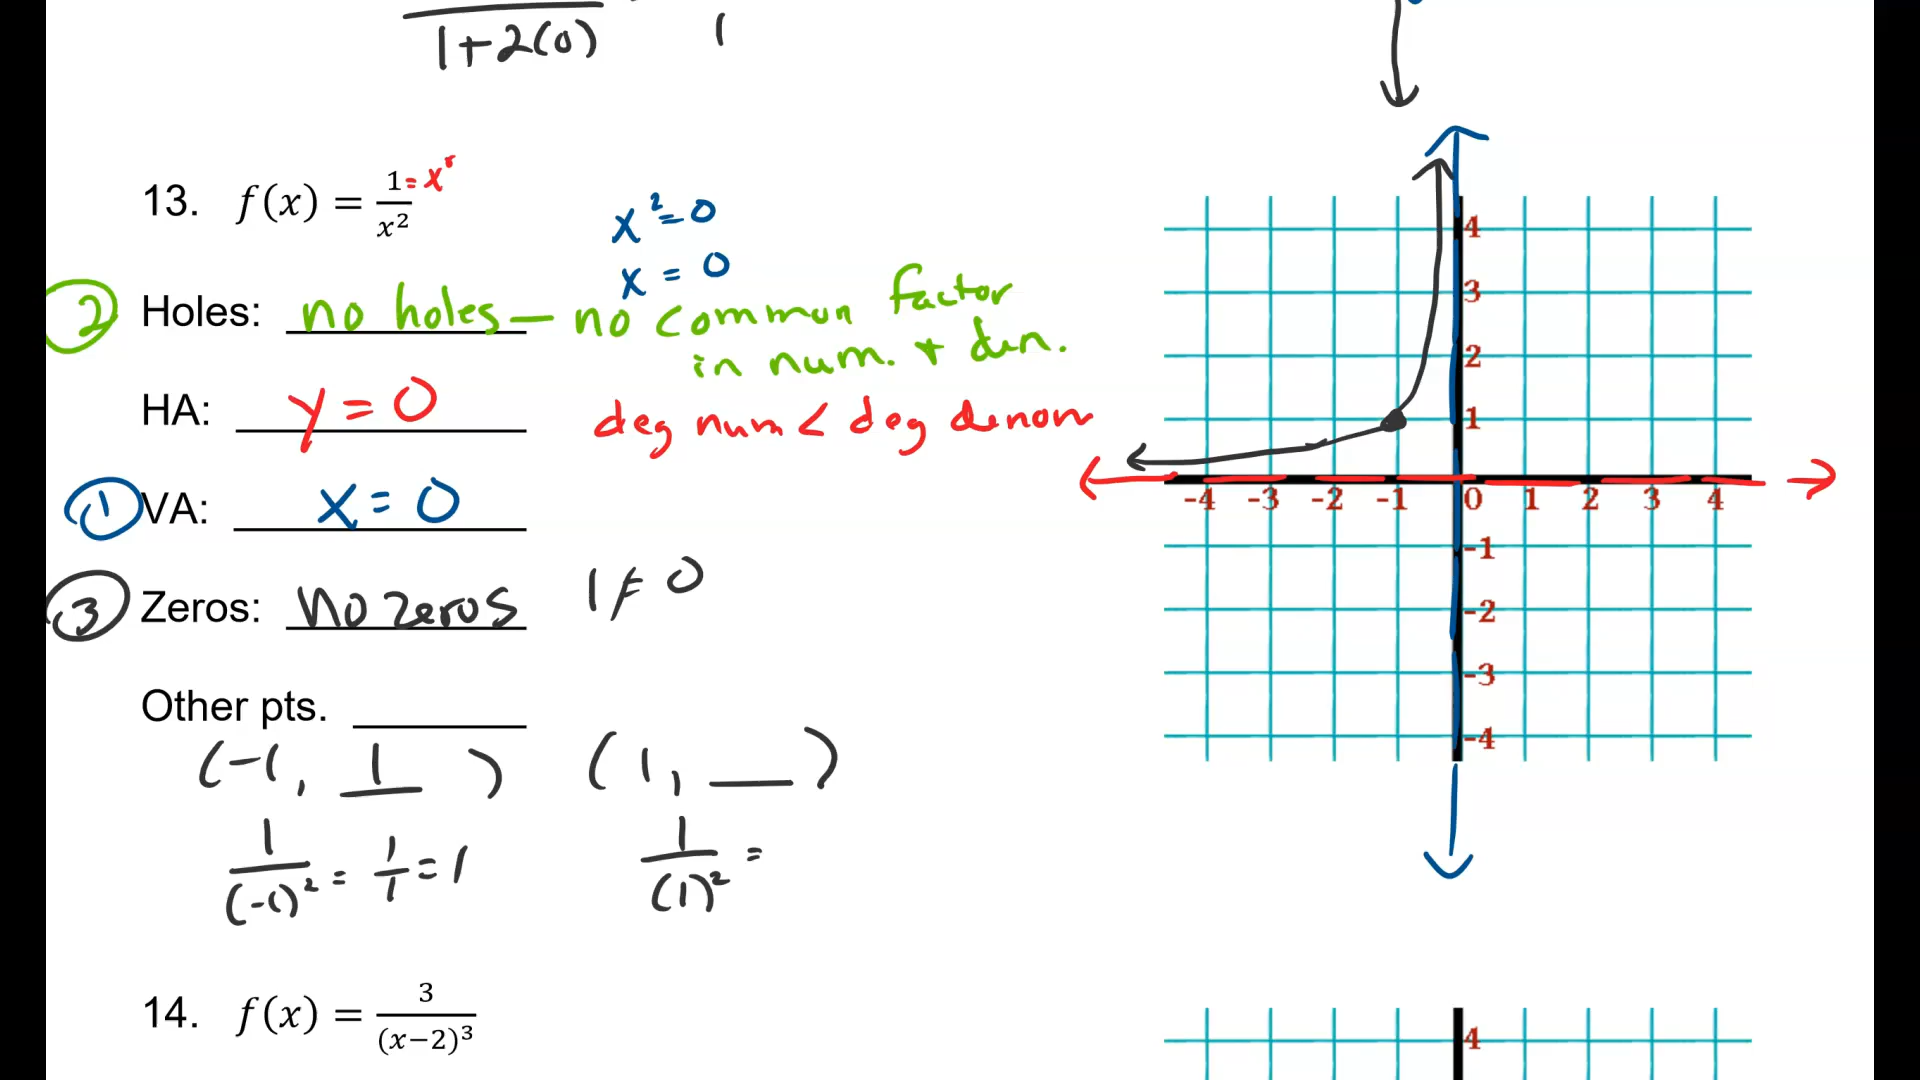 1+2(0) 1
13. f(x) = 1/x² = x⁰
x² = 0
x = 0
② Holes: no holes — no common factor
in num. + den.
HA: y = 0 deg num < deg denom
① VA: x = 0
③ Zeros: no zeros 1 ≠ 0
Other pts.
(-1, 1 ) (1, __ )
1/(-1)² = 1/1 = 1 1/(1)² =
14. f(x) = 3/(x−2)³
4
3
2
1
-4 -3 -2 -1 0 1 2 3 4
-1
-2
-3
-4
4